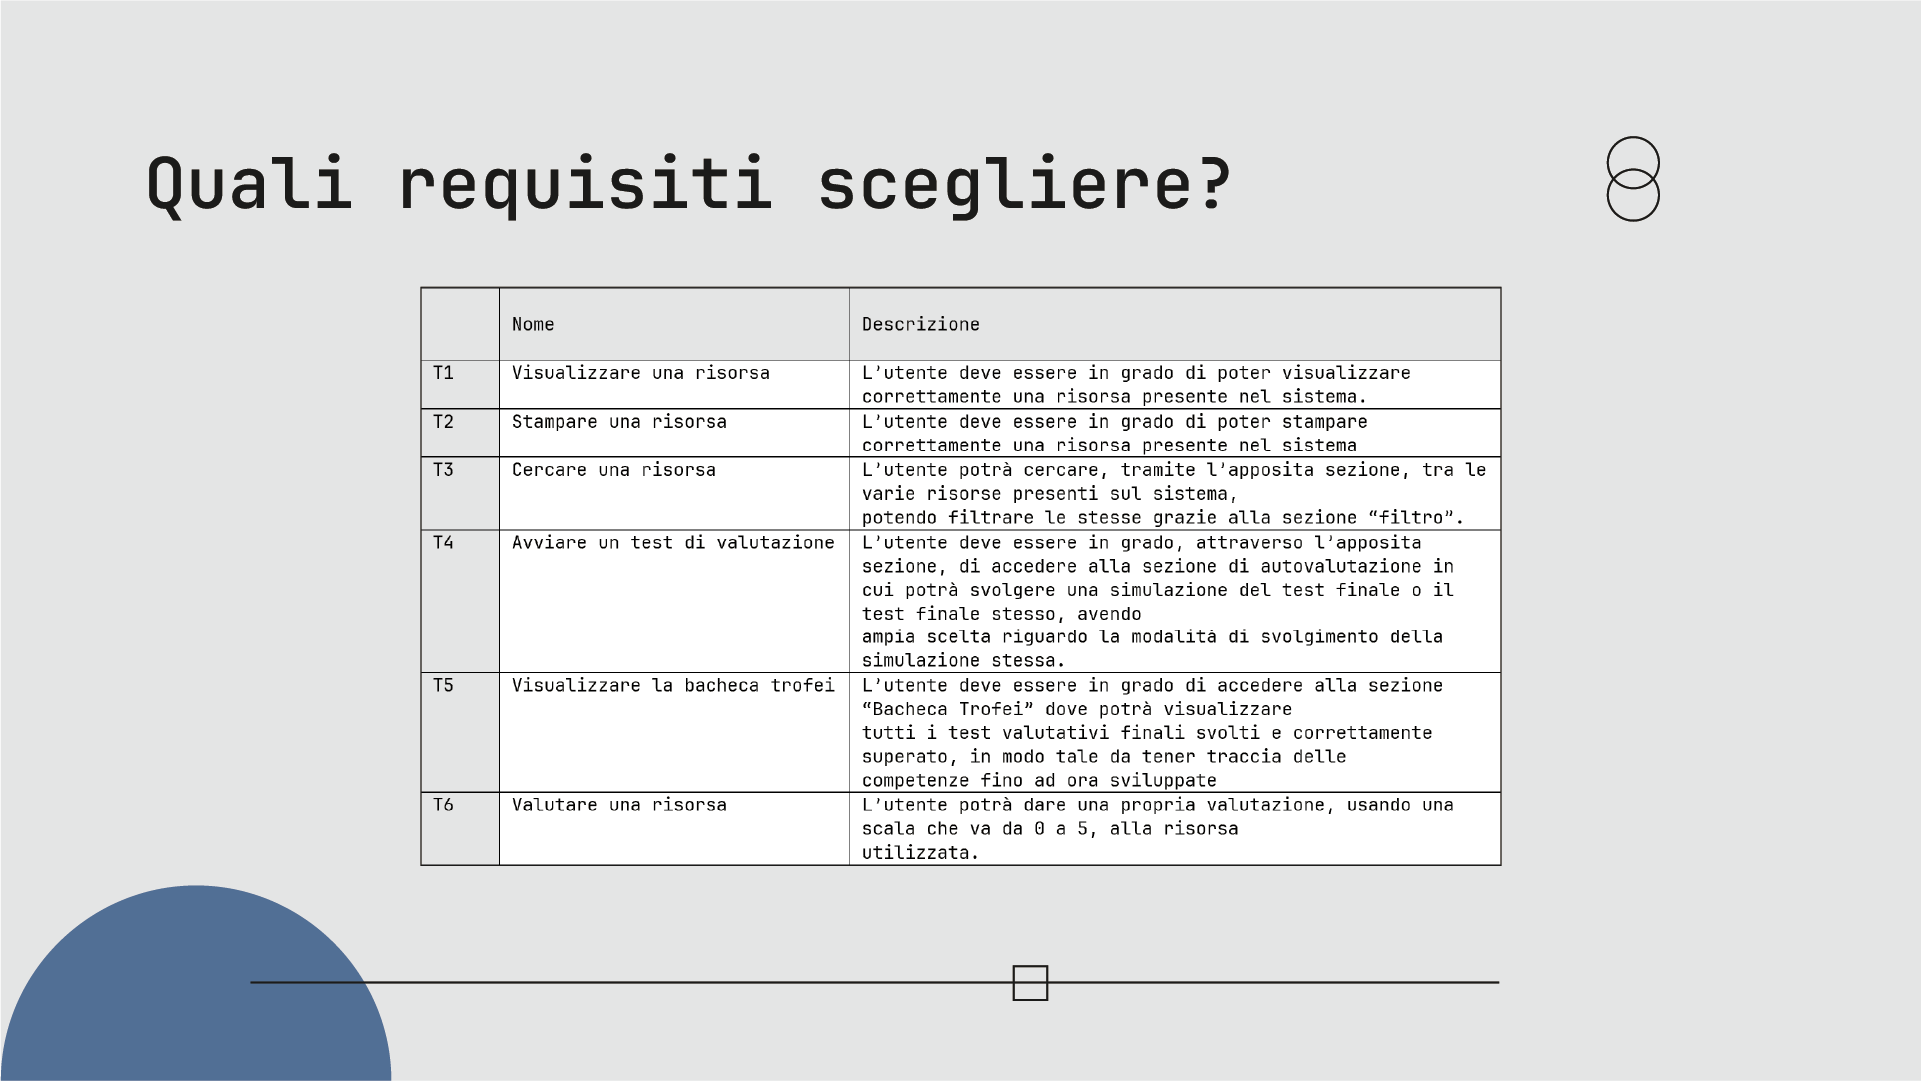 Quali requisiti scegliere?
Nome
Descrizione
T1
Visualizzare una risorsa
L’utente deve essere in grado di poter visualizzare
correttamente una risorsa presente nel sistema.
T2
Stampare una risorsa
L’utente deve essere in grado di poter stampare
correttamente una risorsa presente nel sistema
T3
Cercare una risorsa
L’utente potrà cercare, tramite l’apposita sezione, tra le
varie risorse presenti sul sistema,
potendo filtrare le stesse grazie alla sezione “filtro”.
T4
Avviare un test di valutazione
L’utente deve essere in grado, attraverso l’apposita
sezione, di accedere alla sezione di autovalutazione in
cui potrà svolgere una simulazione del test finale o il
test finale stesso, avendo
ampia scelta riguardo la modalità di svolgimento della
simulazione stessa.
T5
Visualizzare la bacheca trofei
L’utente deve essere in grado di accedere alla sezione
“Bacheca Trofei” dove potrà visualizzare
tutti i test valutativi finali svolti e correttamente
superato, in modo tale da tener traccia delle
competenze fino ad ora sviluppate
T6
Valutare una risorsa
L’utente potrà dare una propria valutazione, usando una
scala che va da 0 a 5, alla risorsa
utilizzata.